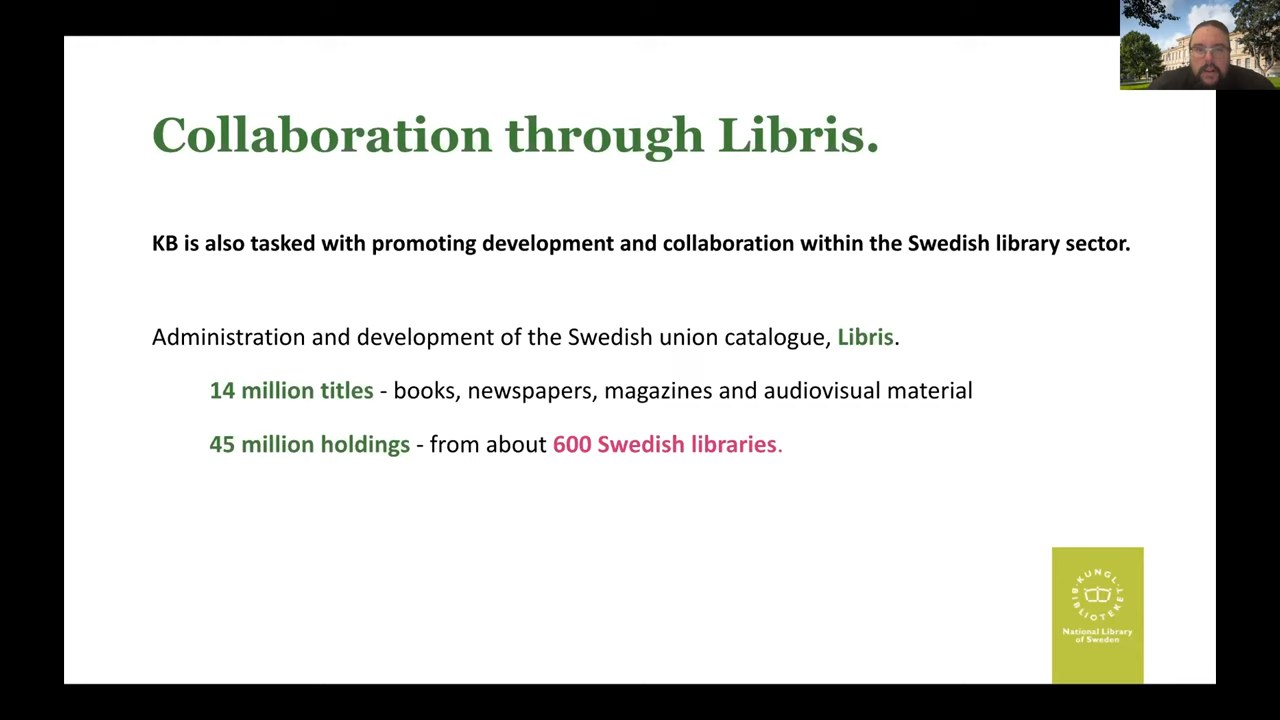 Collaboration through Libris.
KB is also tasked with promoting development and collaboration within the Swedish library sector.
Administration and development of the Swedish union catalogue, Libris.
14 million titles - books, newspapers, magazines and audiovisual material
45 million holdings - from about 600 Swedish libraries.
KUNGL. BIBLIOTEKET
National Library
of Sweden